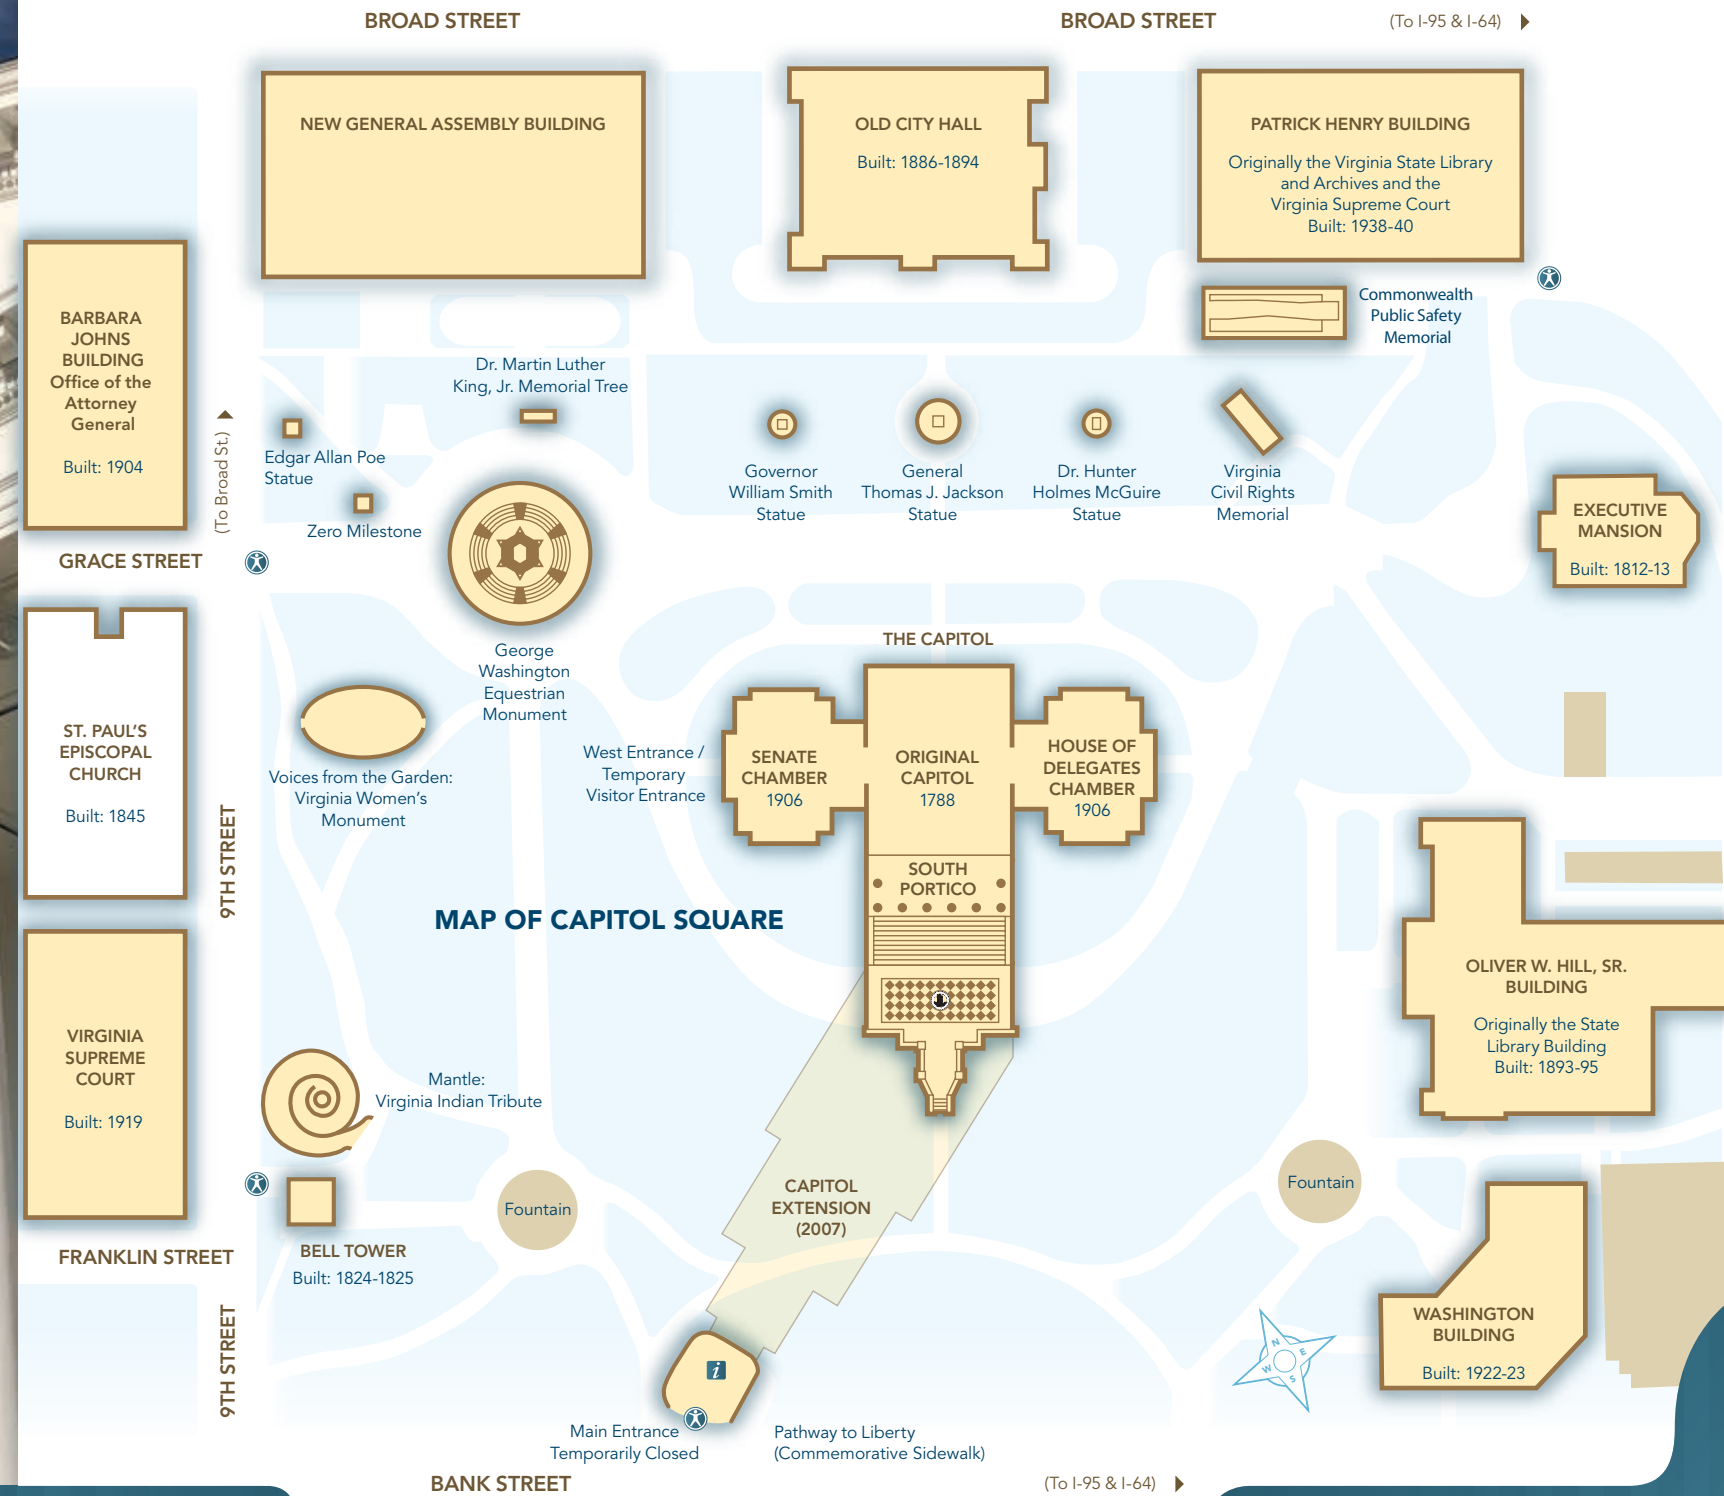 BROAD STREET
BROAD STREET
(To I-95 & I-64)
NEW GENERAL ASSEMBLY BUILDING
OLD CITY HALL
Built: 1886-1894
PATRICK HENRY BUILDING
Originally the Virginia State Library
and Archives and the
Virginia Supreme Court
Built: 1938-40
BARBARA
JOHNS
BUILDING
Office of the
Attorney
General
Built: 1904
(To Broad St.)
Commonwealth
Public Safety
Memorial
Dr. Martin Luther
King, Jr. Memorial Tree
Edgar Allan Poe
Statue
Zero Milestone
Governor
William Smith
Statue
General
Thomas J. Jackson
Statue
Dr. Hunter
Holmes McGuire
Statue
Virginia
Civil Rights
Memorial
EXECUTIVE
MANSION
Built: 1812-13
GRACE STREET
George
Washington
Equestrian
Monument
ST. PAUL'S
EPISCOPAL
CHURCH
Built: 1845
Voices from the Garden:
Virginia Women's
Monument
THE CAPITOL
West Entrance /
Temporary
Visitor Entrance
SENATE
CHAMBER
1906
ORIGINAL
CAPITOL
1788
HOUSE OF
DELEGATES
CHAMBER
1906
SOUTH
PORTICO
9TH STREET
MAP OF CAPITOL SQUARE
OLIVER W. HILL, SR.
BUILDING
Originally the State
Library Building
Built: 1893-95
VIRGINIA
SUPREME
COURT
Built: 1919
Mantle:
Virginia Indian Tribute
Fountain
CAPITOL
EXTENSION
(2007)
Fountain
FRANKLIN STREET
BELL TOWER
Built: 1824-1825
9TH STREET
WASHINGTON
BUILDING
Built: 1922-23
N
E
W
S
i
Main Entrance
Temporarily Closed
Pathway to Liberty
(Commemorative Sidewalk)
BANK STREET
(To I-95 & I-64)